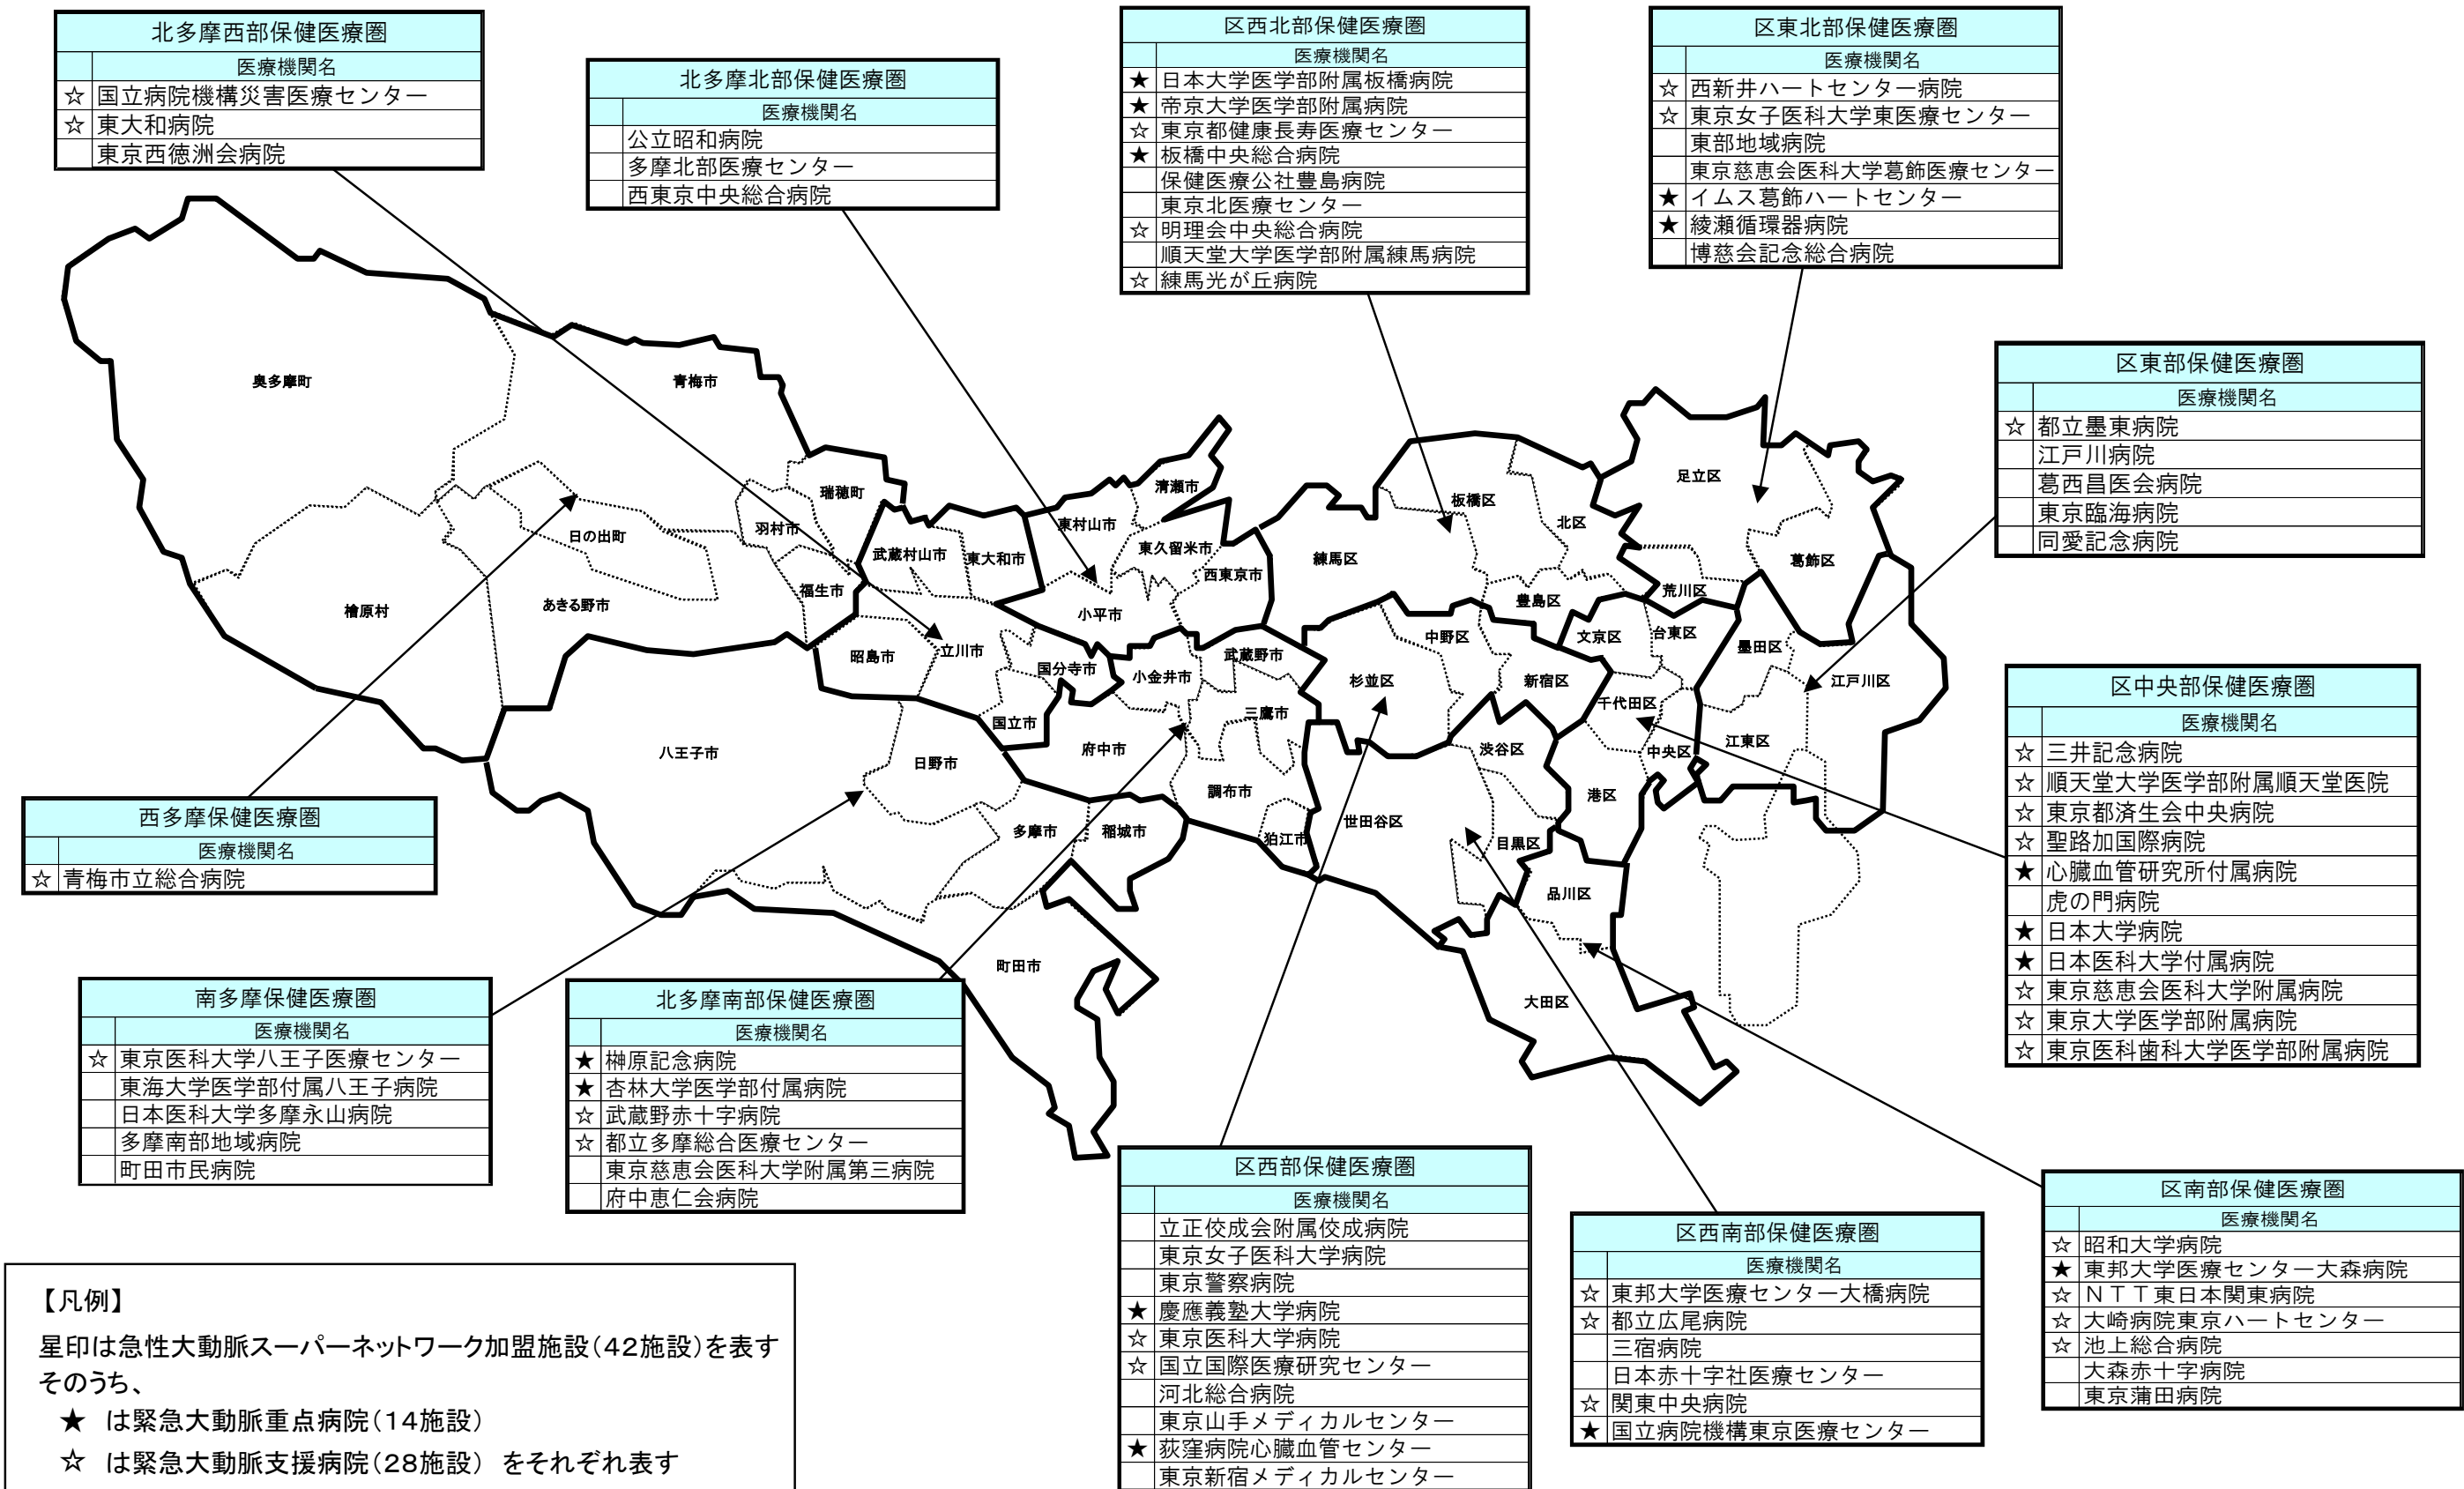 北多摩西部保健医療圏
医療機関名
☆ 国立病院機構災害医療センター
☆ 東大和病院
東京西徳洲会病院
北多摩北部保健医療圏
医療機関名
公立昭和病院
多摩北部医療センター
西東京中央総合病院
区西北部保健医療圏
医療機関名
★ 日本大学医学部附属板橋病院
★ 帝京大学医学部附属病院
☆ 東京都健康長寿医療センター
★ 板橋中央総合病院
保健医療公社豊島病院
東京北医療センター
☆ 明理会中央総合病院
順天堂大学医学部附属練馬病院
☆ 練馬光が丘病院
区東北部保健医療圏
医療機関名
☆ 西新井ハートセンター病院
☆ 東京女子医科大学東医療センター
東部地域病院
東京慈恵会医科大学葛飾医療センター
★ イムス葛飾ハートセンター
★ 綾瀬循環器病院
博慈会記念総合病院
区東部保健医療圏
医療機関名
☆ 都立墨東病院
江戸川病院
葛西昌医会病院
東京臨海病院
同愛記念病院
区中央部保健医療圏
医療機関名
☆ 三井記念病院
☆ 順天堂大学医学部附属順天堂医院
☆ 東京都済生会中央病院
☆ 聖路加国際病院
★ 心臓血管研究所付属病院
虎の門病院
★ 日本大学病院
★ 日本医科大学付属病院
☆ 東京慈恵会医科大学附属病院
☆ 東京大学医学部附属病院
☆ 東京医科歯科大学医学部附属病院
奥多摩町
青梅市
瑞穂町
羽村市
日の出町
檜原村
あきる野市
福生市
武蔵村山市
東大和市
東村山市
清瀬市
東久留米市
西東京市
小平市
昭島市
立川市
国分寺市
国立市
小金井市
武蔵野市
三鷹市
府中市
調布市
狛江市
八王子市
日野市
多摩市
稲城市
町田市
練馬区
板橋区
北区
豊島区
足立区
葛飾区
荒川区
文京区
台東区
墨田区
江戸川区
中野区
杉並区
新宿区
千代田区
中央区
江東区
渋谷区
港区
世田谷区
目黒区
品川区
大田区
西多摩保健医療圏
医療機関名
☆ 青梅市立総合病院
南多摩保健医療圏
医療機関名
☆ 東京医科大学八王子医療センター
東海大学医学部付属八王子病院
日本医科大学多摩永山病院
多摩南部地域病院
町田市民病院
北多摩南部保健医療圏
医療機関名
★ 榊原記念病院
★ 杏林大学医学部付属病院
☆ 武蔵野赤十字病院
☆ 都立多摩総合医療センター
東京慈恵会医科大学附属第三病院
府中恵仁会病院
区西部保健医療圏
医療機関名
立正佼成会附属佼成病院
東京女子医科大学病院
東京警察病院
★ 慶應義塾大学病院
☆ 東京医科大学病院
☆ 国立国際医療研究センター
河北総合病院
東京山手メディカルセンター
★ 荻窪病院心臓血管センター
東京新宿メディカルセンター
区西南部保健医療圏
医療機関名
☆ 東邦大学医療センター大橋病院
☆ 都立広尾病院
三宿病院
日本赤十字社医療センター
☆ 関東中央病院
★ 国立病院機構東京医療センター
区南部保健医療圏
医療機関名
☆ 昭和大学病院
★ 東邦大学医療センター大森病院
☆ ＮＴＴ東日本関東病院
☆ 大崎病院東京ハートセンター
☆ 池上総合病院
大森赤十字病院
東京蒲田病院
【凡例】
星印は急性大動脈スーパーネットワーク加盟施設（42施設）を表す
そのうち、
★ は緊急大動脈重点病院（14施設）
☆ は緊急大動脈支援病院（28施設） をそれぞれ表す